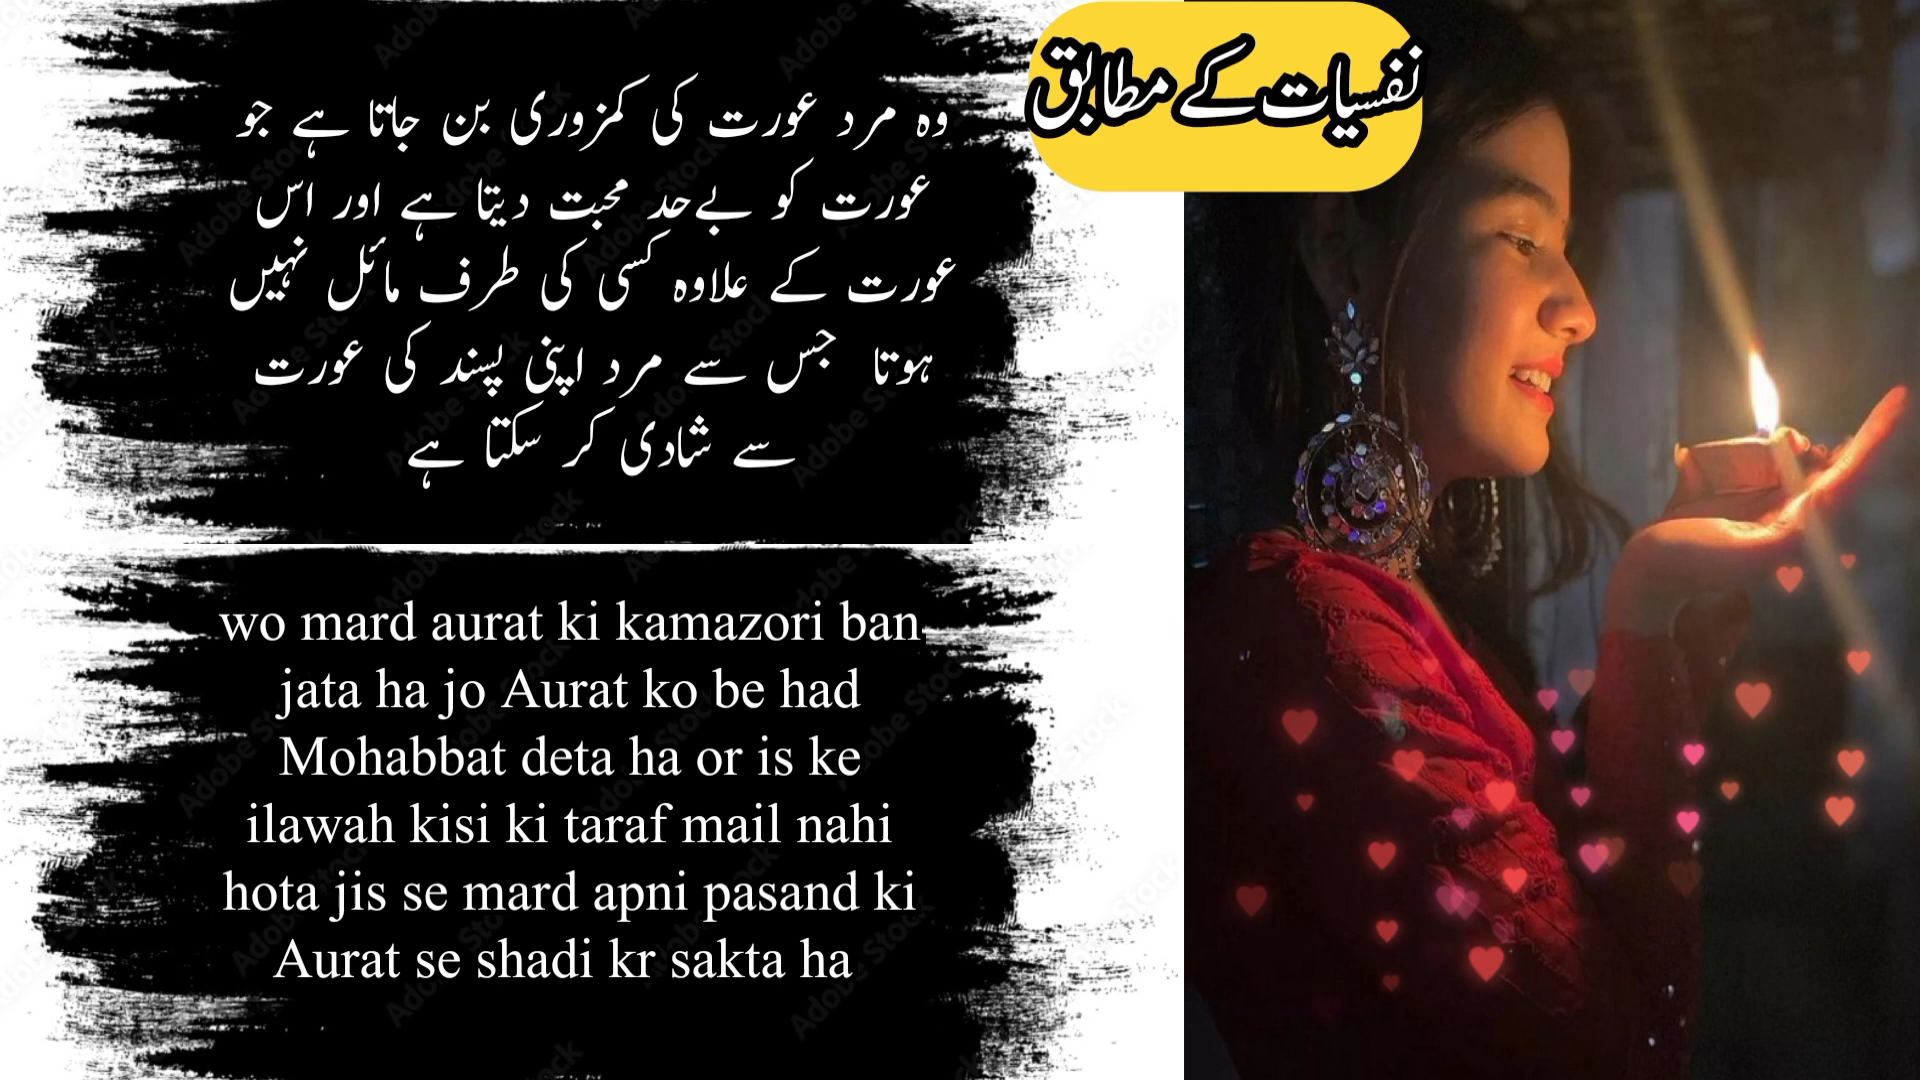 نفسیات کے مطابق
وہ مرد عورت کی کمزوری بن جاتا ہے جو
عورت کو بےحد محبت دیتا ہے اور اس
عورت کے علاوہ کسی کی طرف مائل نہیں
ہوتا جس سے مرد اپنی پسند کی عورت
سے شادی کر سکتا ہے
wo mard aurat ki kamazori ban
jata ha jo Aurat ko be had
Mohabbat deta ha or is ke
ilawah kisi ki taraf mail nahi
hota jis se mard apni pasand ki
Aurat se shadi kr sakta ha
Adobe Stock